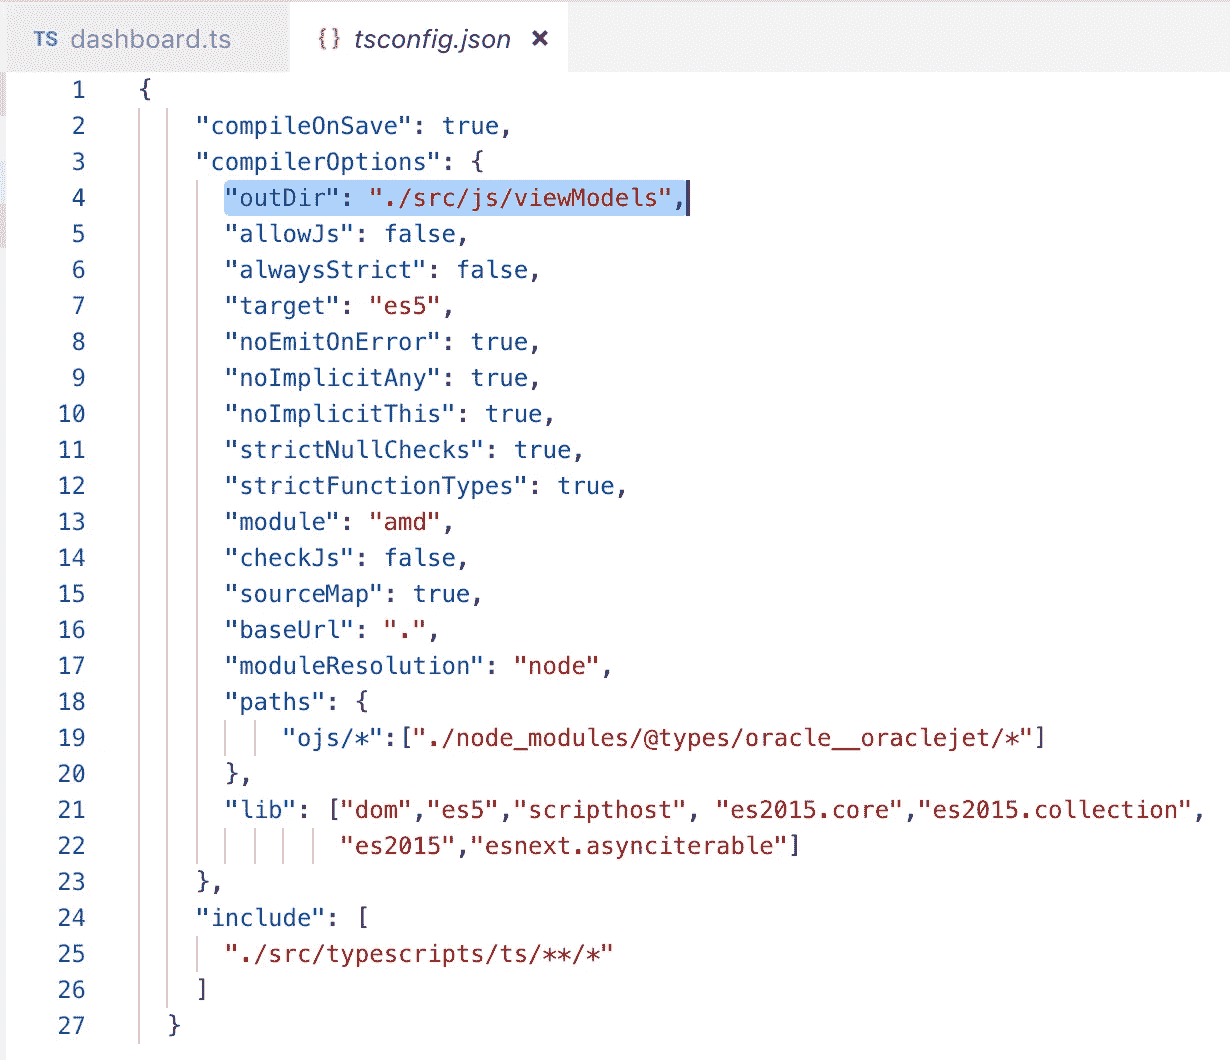 TS dashboard.ts {} tsconfig.json ×
1 {
2 "compileOnSave": true,
3 "compilerOptions": {
4 "outDir": "./src/js/viewModels",
5 "allowJs": false,
6 "alwaysStrict": false,
7 "target": "es5",
8 "noEmitOnError": true,
9 "noImplicitAny": true,
10 "noImplicitThis": true,
11 "strictNullChecks": true,
12 "strictFunctionTypes": true,
13 "module": "amd",
14 "checkJs": false,
15 "sourceMap": true,
16 "baseUrl": ".",
17 "moduleResolution": "node",
18 "paths": {
19 "ojs/*":["./node_modules/@types/oracle__oraclejet/*"]
20 },
21 "lib": ["dom","es5","scripthost", "es2015.core","es2015.collection",
22 "es2015","esnext.asynciterable"]
23 },
24 "include": [
25 "./src/typescripts/ts/**/*"
26 ]
27 }